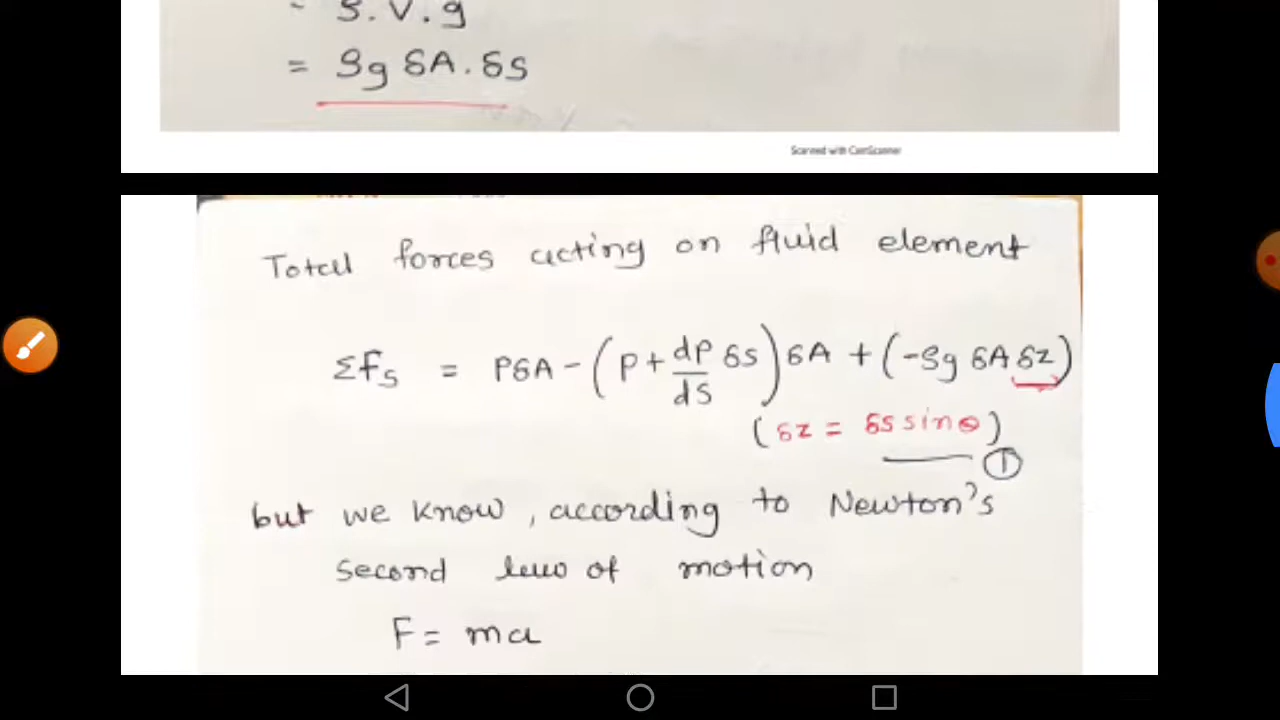 = ρ.V.g
= ρg δA.δs
Scanned with CamScanner
Total forces acting on fluid element
ΣFs = PδA - (P + dP/ds δs) δA + (-ρg δA δz)
(δz = δs sinθ)
①
but we know, according to Newton's
second law of motion
F = ma